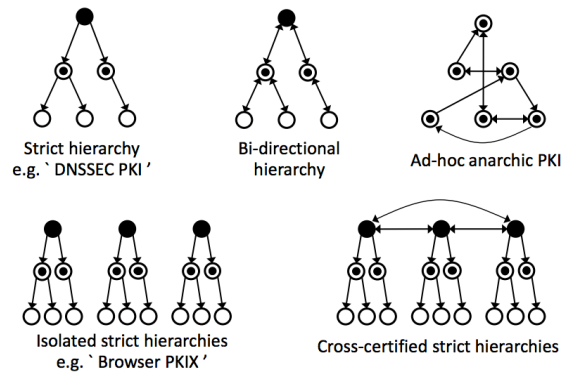 Strict hierarchy
e.g. ` DNSSEC PKI ’
Bi-directional
hierarchy
Ad-hoc anarchic PKI
Isolated strict hierarchies
e.g. ` Browser PKIX ’
Cross-certified strict hierarchies